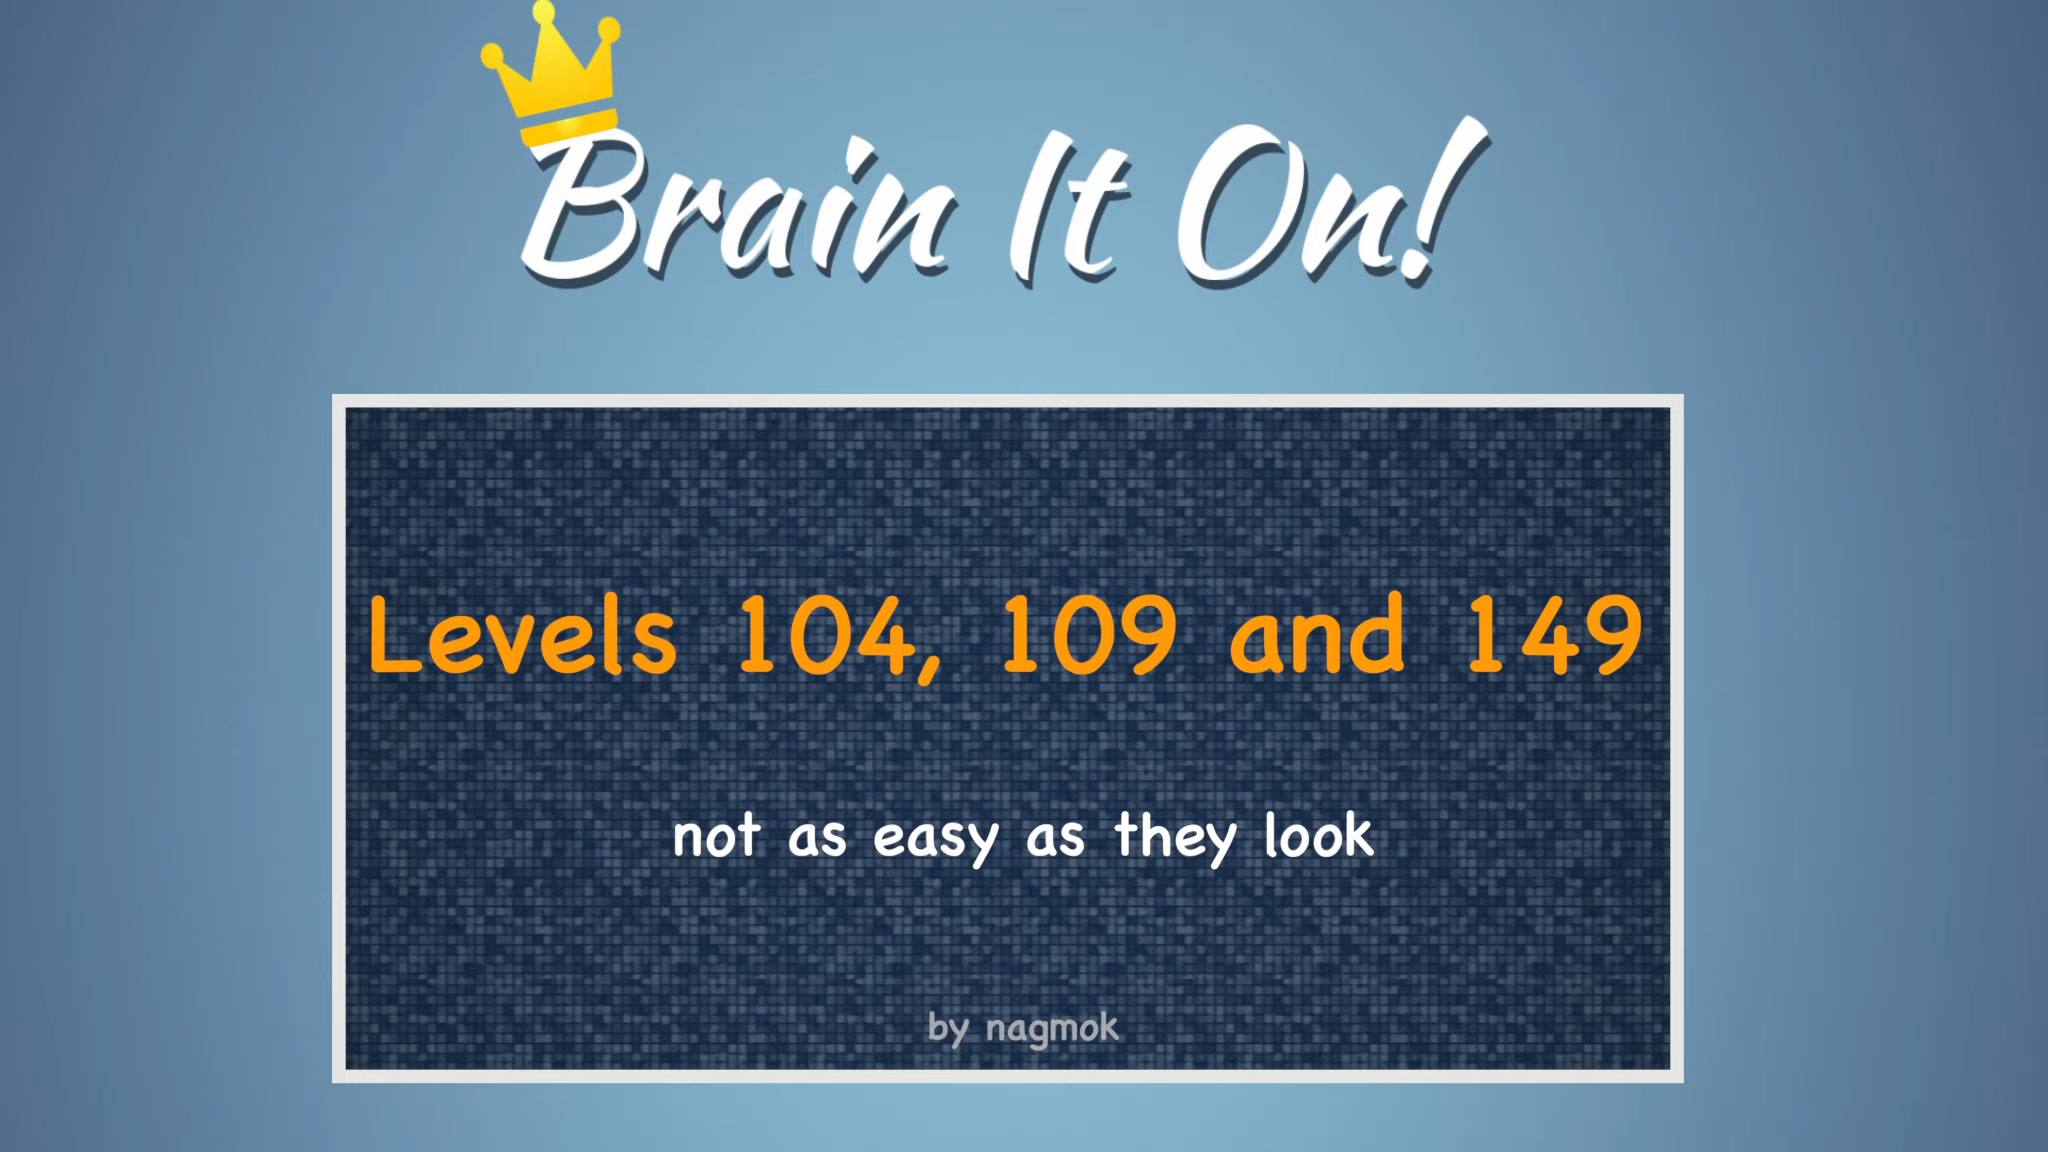 Brain It On!
Levels 104, 109 and 149
not as easy as they look
by nagmok